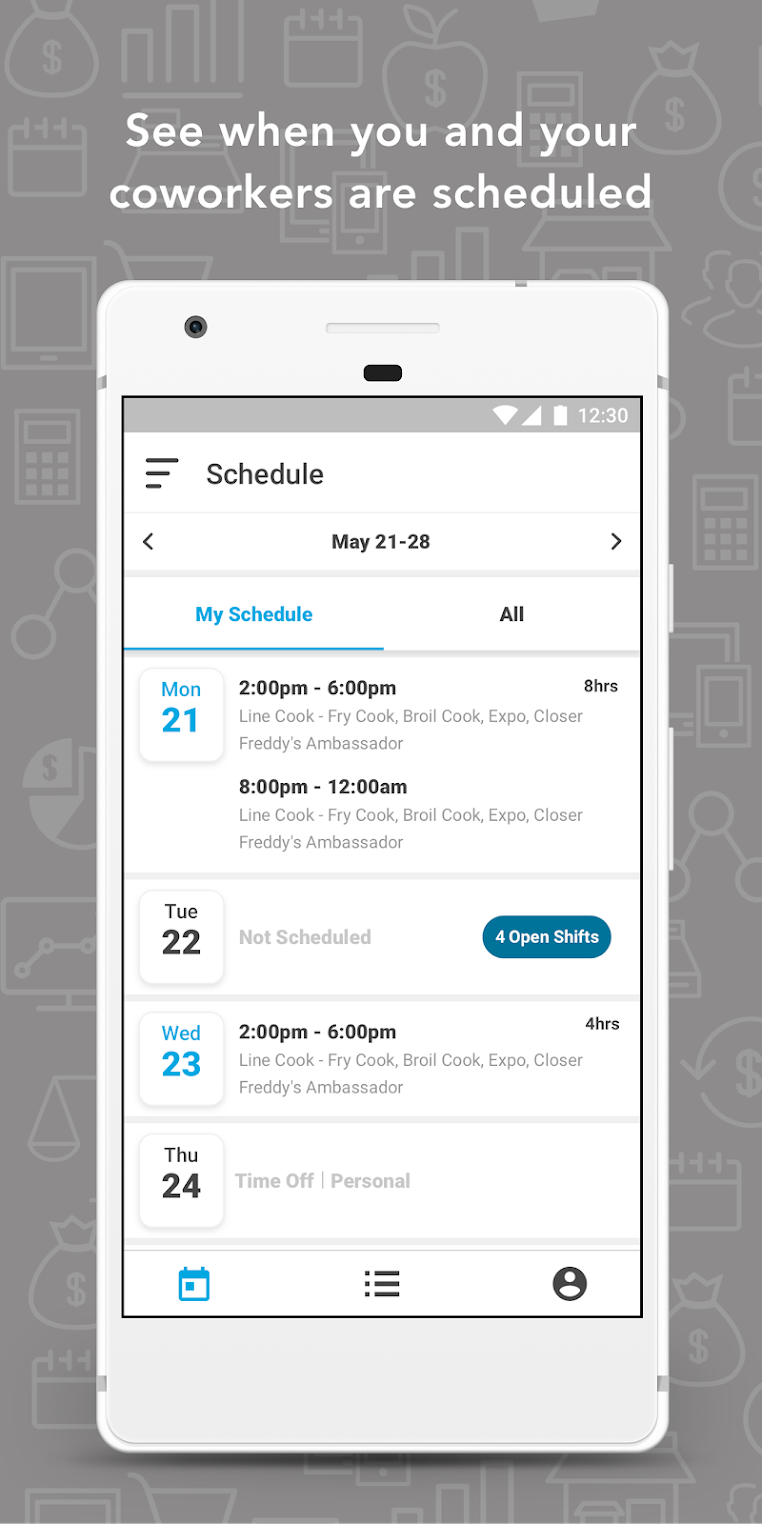 See when you and your
coworkers are scheduled
12:30
Schedule
May 21-28
My Schedule
All
Mon
21
2:00pm - 6:00pm
8hrs
Line Cook - Fry Cook, Broil Cook, Expo, Closer
Freddy's Ambassador
8:00pm - 12:00am
Line Cook - Fry Cook, Broil Cook, Expo, Closer
Freddy's Ambassador
Tue
22
Not Scheduled
4 Open Shifts
Wed
23
2:00pm - 6:00pm
4hrs
Line Cook - Fry Cook, Broil Cook, Expo, Closer
Freddy's Ambassador
Thu
24
Time Off | Personal